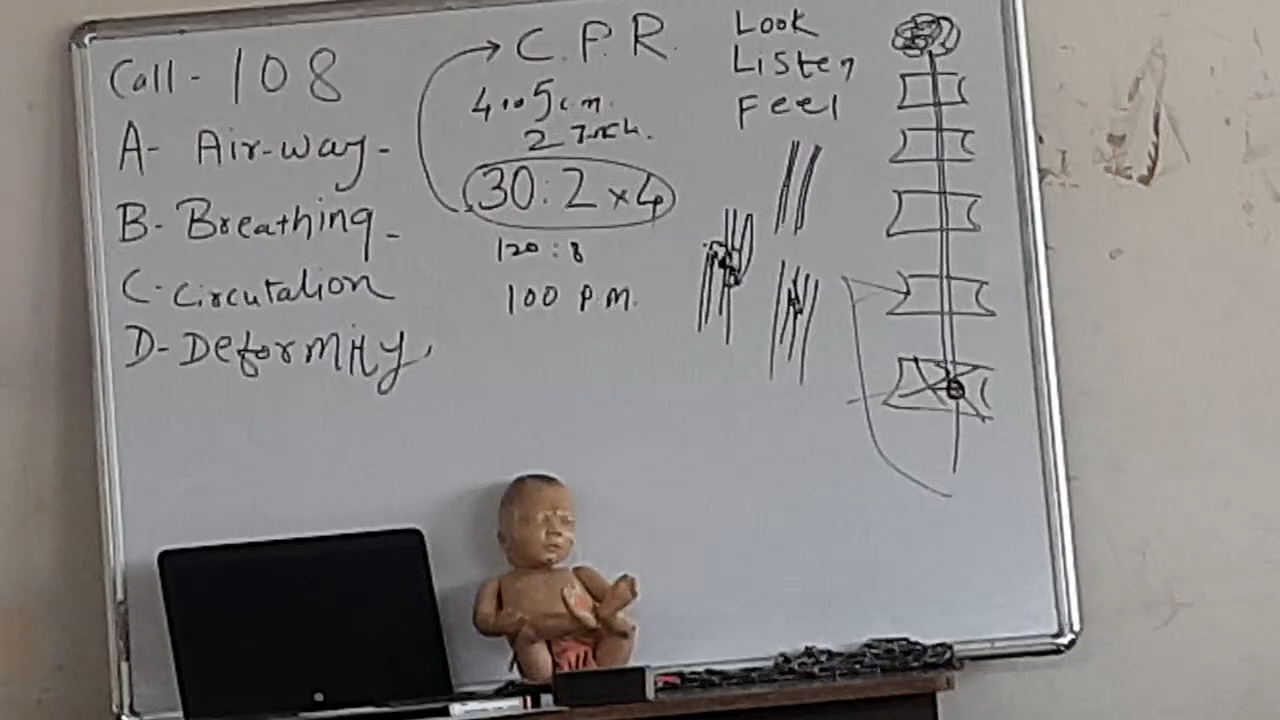 Call - 108
A- Air-way -
B- Breathing -
C- Circutation
D- Deformity,
C. P. R.
4 to 5 cm.
2 Inch.
30:2 x 4
120 : 8
100 P.M.
Look
Listen
Feel